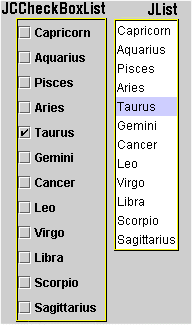 JCCheckBoxList
Capricorn
Aquarius
Pisces
Aries
Taurus
Gemini
Cancer
Leo
Virgo
Libra
Scorpio
Sagittarius
JList
Capricorn
Aquarius
Pisces
Aries
Taurus
Gemini
Cancer
Leo
Virgo
Libra
Scorpio
Sagittarius